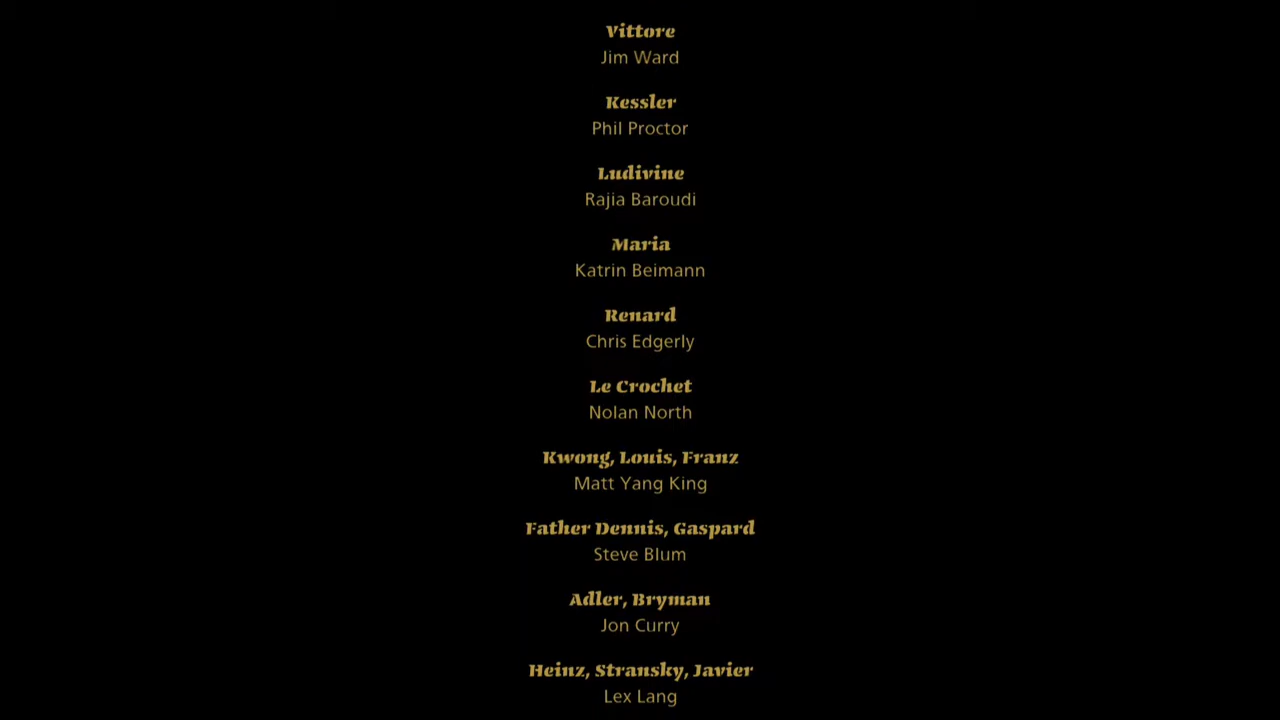 Vittore
Jim Ward
Kessler
Phil Proctor
Ludivine
Rajia Baroudi
Maria
Katrin Beimann
Renard
Chris Edgerly
Le Crochet
Nolan North
Kwong, Louis, Franz
Matt Yang King
Father Dennis, Gaspard
Steve Blum
Adler, Bryman
Jon Curry
Heinz, Stransky, Javier
Lex Lang